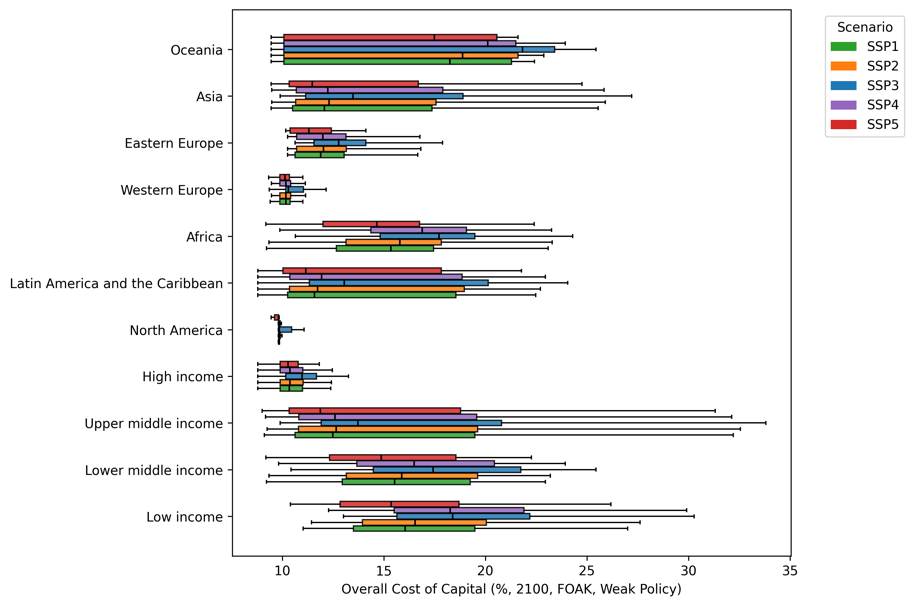 Scenario
SSP1
SSP2
SSP3
SSP4
SSP5
Oceania
Asia
Eastern Europe
Western Europe
Africa
Latin America and the Caribbean
North America
High income
Upper middle income
Lower middle income
Low income
10 15 20 25 30 35
Overall Cost of Capital (%, 2100, FOAK, Weak Policy)